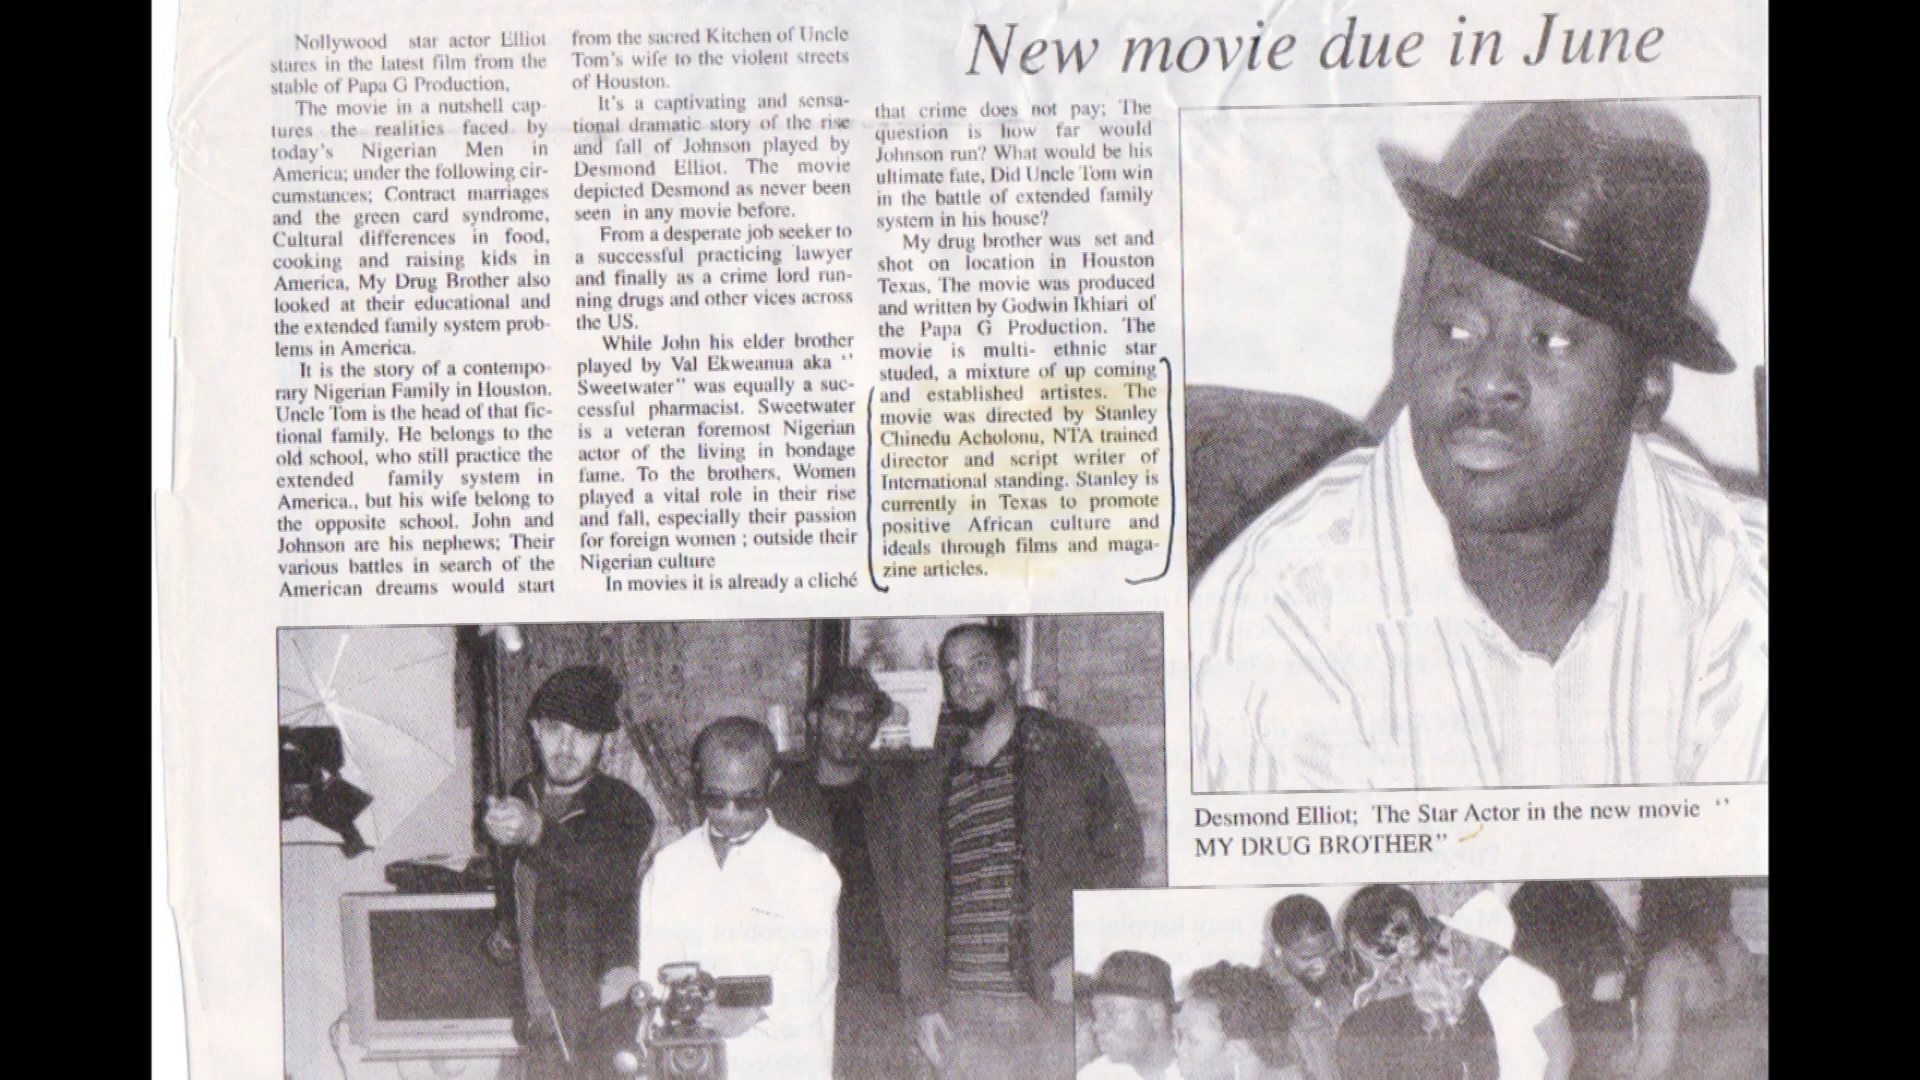 New movie due in June
Nollywood star actor Elliot
stares in the latest film from the
stable of Papa G Production,
The movie in a nutshell cap-
tures the realities faced by
today's Nigerian Men in
America; under the following cir-
cumstances; Contract marriages
and the green card syndrome,
Cultural differences in food,
cooking and raising kids in
America, My Drug Brother also
looked at their educational and
the extended family system prob-
lems in America.
It is the story of a contempo-
rary Nigerian Family in Houston.
Uncle Tom is the head of that fic-
tional family. He belongs to the
old school, who still practice the
extended family system in
America., but his wife belong to
the opposite school. John and
Johnson are his nephews; Their
various battles in search of the
American dreams would start
from the sacred Kitchen of Uncle
Tom's wife to the violent streets
of Houston.
It's a captivating and sensa-
tional dramatic story of the rise
and fall of Johnson played by
Desmond Elliot. The movie
depicted Desmond as never been
seen in any movie before.
From a desperate job seeker to
a successful practicing lawyer
and finally as a crime lord run-
ning drugs and other vices across
the US.
While John his elder brother
played by Val Ekweanua aka ‘’
Sweetwater” was equally a suc-
cessful pharmacist. Sweetwater
is a veteran foremost Nigerian
actor of the living in bondage
fame. To the brothers, Women
played a vital role in their rise
and fall, especially their passion
for foreign women ; outside their
Nigerian culture
In movies it is already a cliché
that crime does not pay; The
question is how far would
Johnson run? What would be his
ultimate fate, Did Uncle Tom win
in the battle of extended family
system in his house?
My drug brother was set and
shot on location in Houston
Texas, The movie was produced
and written by Godwin Ikhiari of
the Papa G Production. The
movie is multi- ethnic star
studed, a mixture of up coming
and established artistes. The
movie was directed by Stanley
Chinedu Acholonu, NTA trained
director and script writer of
International standing. Stanley is
currently in Texas to promote
positive African culture and
ideals through films and maga-
zine articles.
Desmond Elliot; The Star Actor in the new movie ‘’
MY DRUG BROTHER”